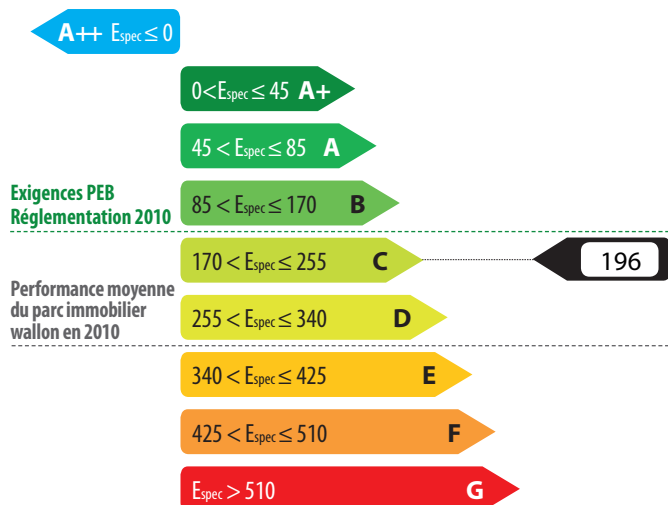 A++ Espec ≤ 0
0<Espec ≤ 45 A+
45 < Espec ≤ 85 A
Exigences PEB
Réglementation 2010
85 < Espec ≤ 170 B
170 < Espec ≤ 255 C
196
Performance moyenne
du parc immobilier
wallon en 2010
255 < Espec ≤ 340 D
340 < Espec ≤ 425 E
425 < Espec ≤ 510 F
Espec > 510 G